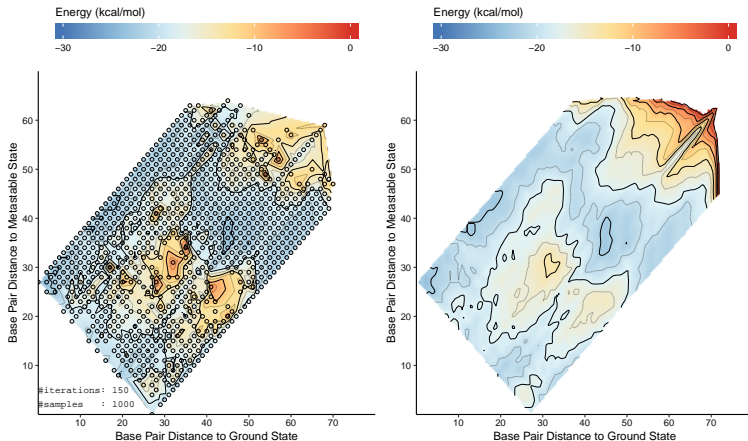 Energy (kcal/mol)
−30 −20 −10 0
Base Pair Distance to Metastable State
60
50
40
30
20
10
#iterations: 150
#samples : 1000
10 20 30 40 50 60 70
Base Pair Distance to Ground State
Energy (kcal/mol)
−30 −20 −10 0
Base Pair Distance to Metastable State
60
50
40
30
20
10
10 20 30 40 50 60 70
Base Pair Distance to Ground State